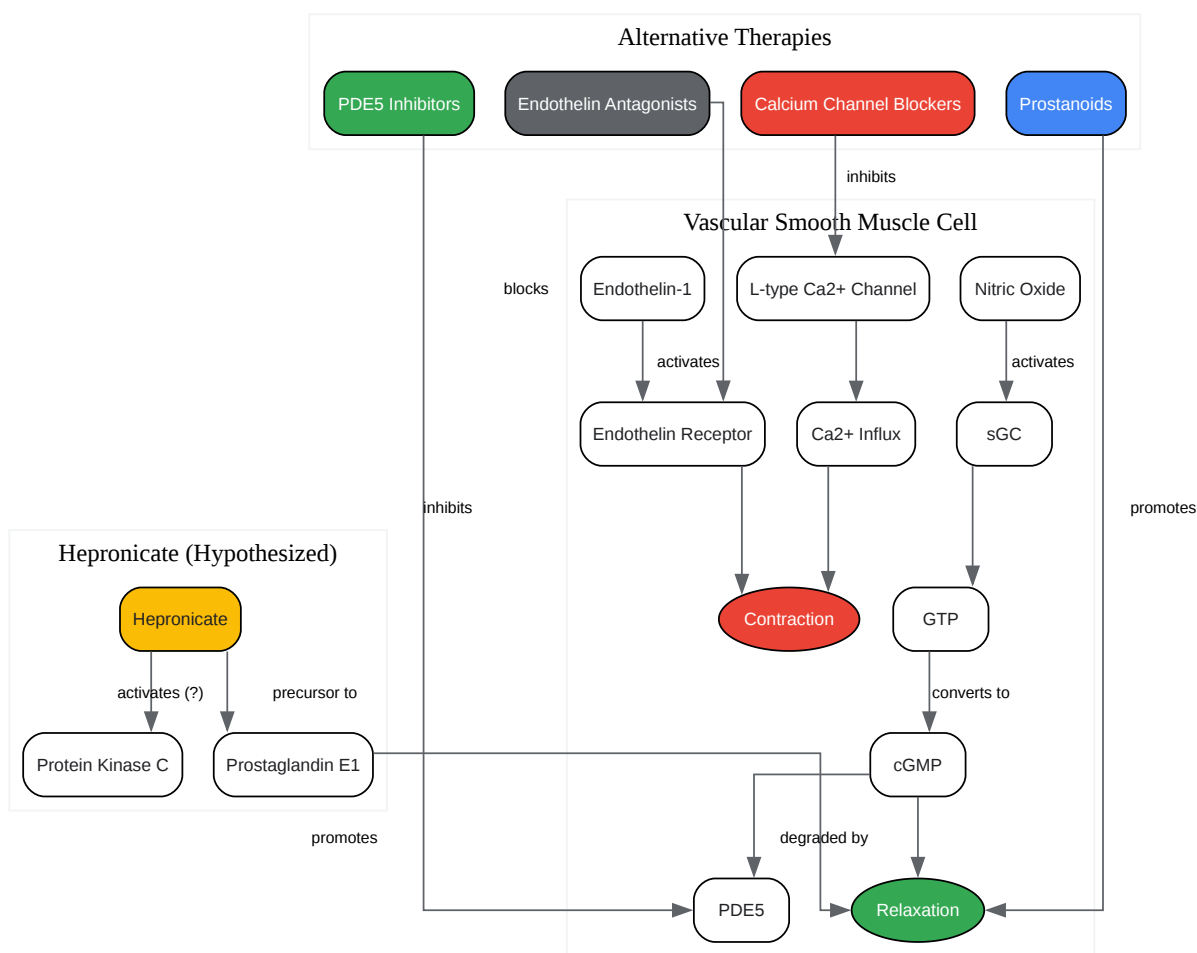 Alternative Therapies
PDE5 Inhibitors
Endothelin Antagonists
Calcium Channel Blockers
Prostanoids
inhibits
Vascular Smooth Muscle Cell
blocks
Endothelin-1
L-type Ca2+ Channel
Nitric Oxide
activates
activates
Endothelin Receptor
Ca2+ Influx
sGC
inhibits
promotes
Hepronicate (Hypothesized)
Hepronicate
Contraction
GTP
activates (?)
precursor to
converts to
Protein Kinase C
Prostaglandin E1
cGMP
promotes
degraded by
PDE5
Relaxation